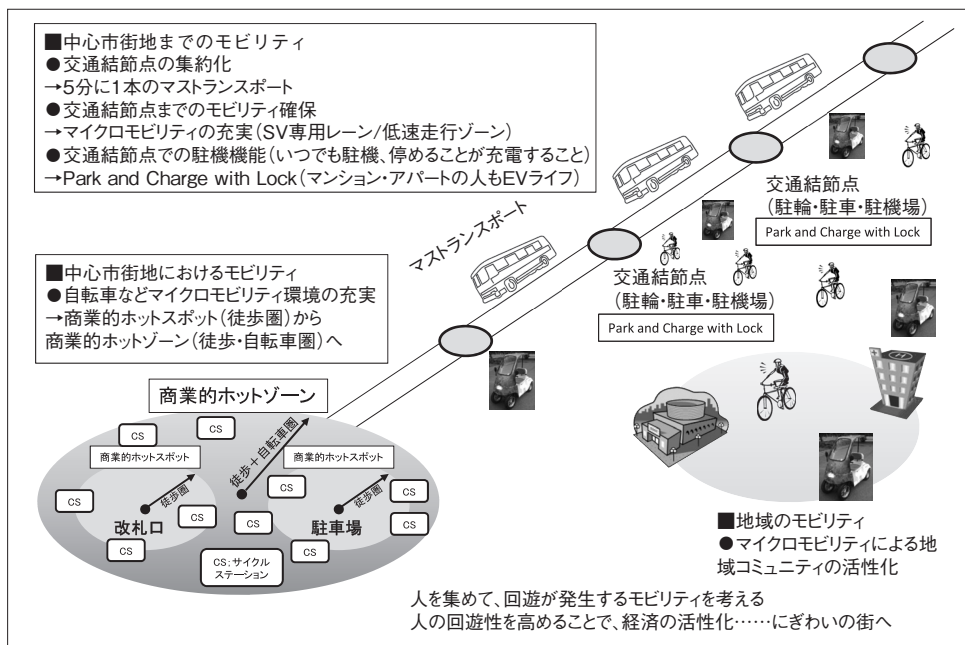 ■中心市街地までのモビリティ
●交通結節点の集約化
→5分に1本のマストランスポート
●交通結節点までのモビリティ確保
→マイクロモビリティの充実(SV専用レーン/低速走行ゾーン)
●交通結節点での駐機機能(いつでも駐機、停めることが充電すること)
→Park and Charge with Lock(マンション・アパートの人もEVライフ)
マストランスポート
交通結節点
(駐輪・駐車・駐機場)
Park and Charge with Lock
交通結節点
(駐輪・駐車・駐機場)
Park and Charge with Lock
■中心市街地におけるモビリティ
●自転車などマイクロモビリティ環境の充実
→商業的ホットスポット(徒歩圏)から
商業的ホットゾーン(徒歩・自転車圏)へ
商業的ホットゾーン
CS
CS
徒歩+自転車圏
商業的ホットスポット
商業的ホットスポット
CS
徒歩圏
CS
CS
徒歩圏
CS
改札口
CS
CS
駐車場
CS
CS
CS
CS:サイクル
ステーション
H
■地域のモビリティ
●マイクロモビリティによる地
域コミュニティの活性化
人を集めて、回遊が発生するモビリティを考える
人の回遊性を高めることで、経済の活性化……にぎわいの街へ